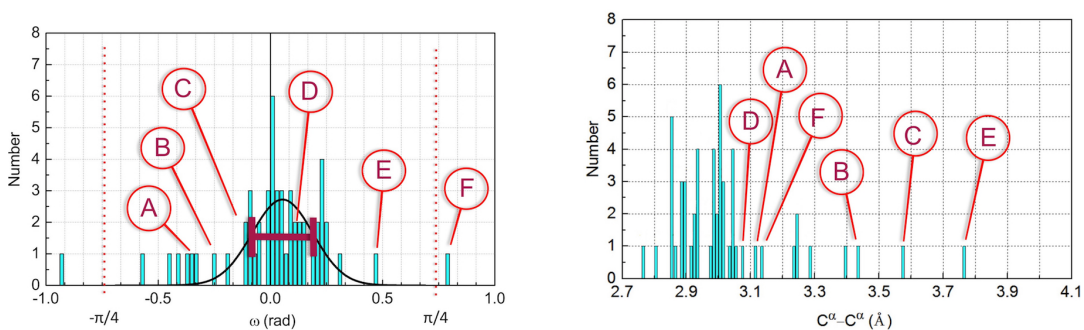 8
7
6
5
4
3
2
1
0
Number
A
B
C
D
E
F
-1.0 -0.5 0.0 0.5 1.0
-π/4 π/4
ω (rad)
8
7
6
5
4
3
2
1
0
Number
D
A
F
B
C
E
2.7 2.9 3.1 3.3 3.5 3.7 3.9 4.1
Cα–Cα (Å)